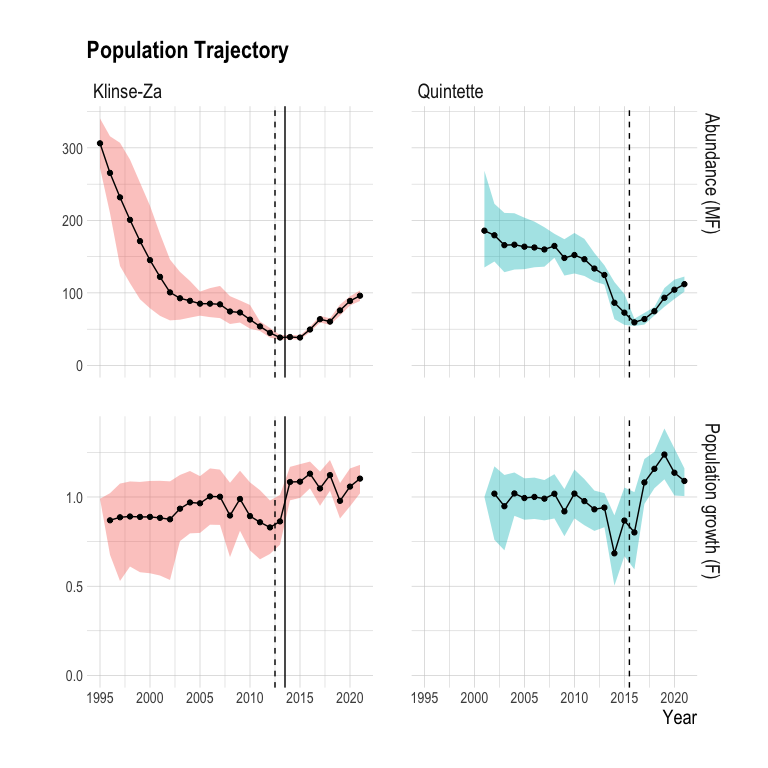 Population Trajectory
Klinse-Za Quintette
300
200
100
0
Abundance (MF)
1.0
0.5
0.0
Population growth (F)
1995 2000 2005 2010 2015 2020 1995 2000 2005 2010 2015 2020
Year